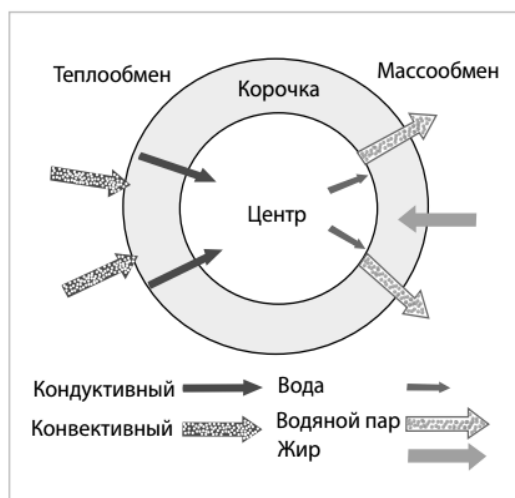 Теплообмен
Массообмен
Корочка
Центр
Кондуктивный
Вода
Конвективный
Водяной пар
Жир